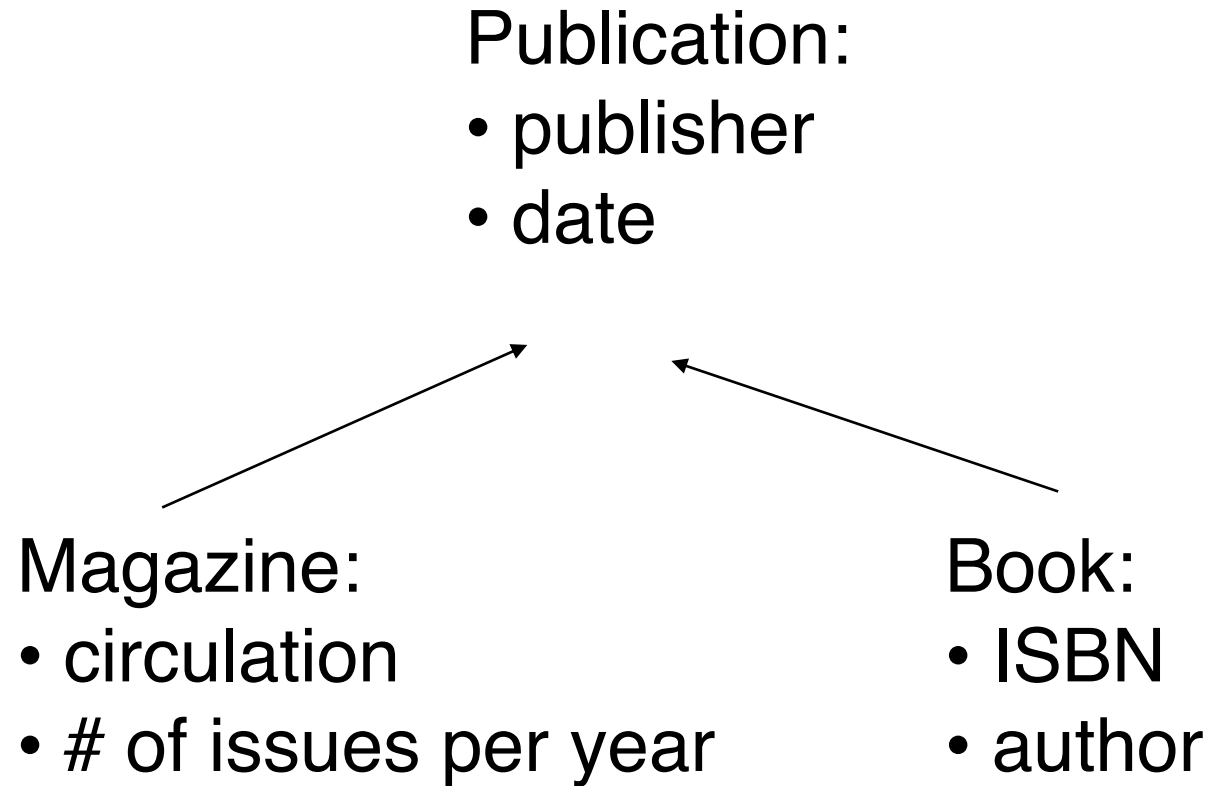 Publication:
• publisher
• date
Magazine:
• circulation
• # of issues per year
Book:
• ISBN
• author